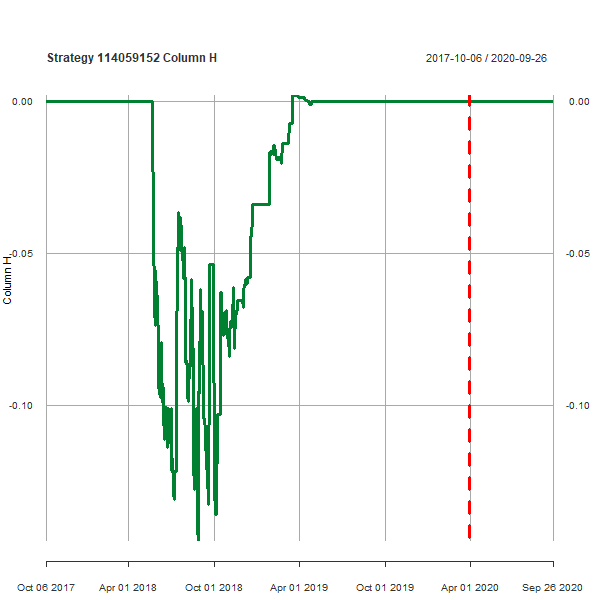 Strategy 114059152 Column H
2017-10-06 / 2020-09-26
0.00
0.00
-0.05
-0.05
Column H
-0.10
-0.10
Oct 06 2017
Apr 01 2018
Oct 01 2018
Apr 01 2019
Oct 01 2019
Apr 01 2020
Sep 26 2020